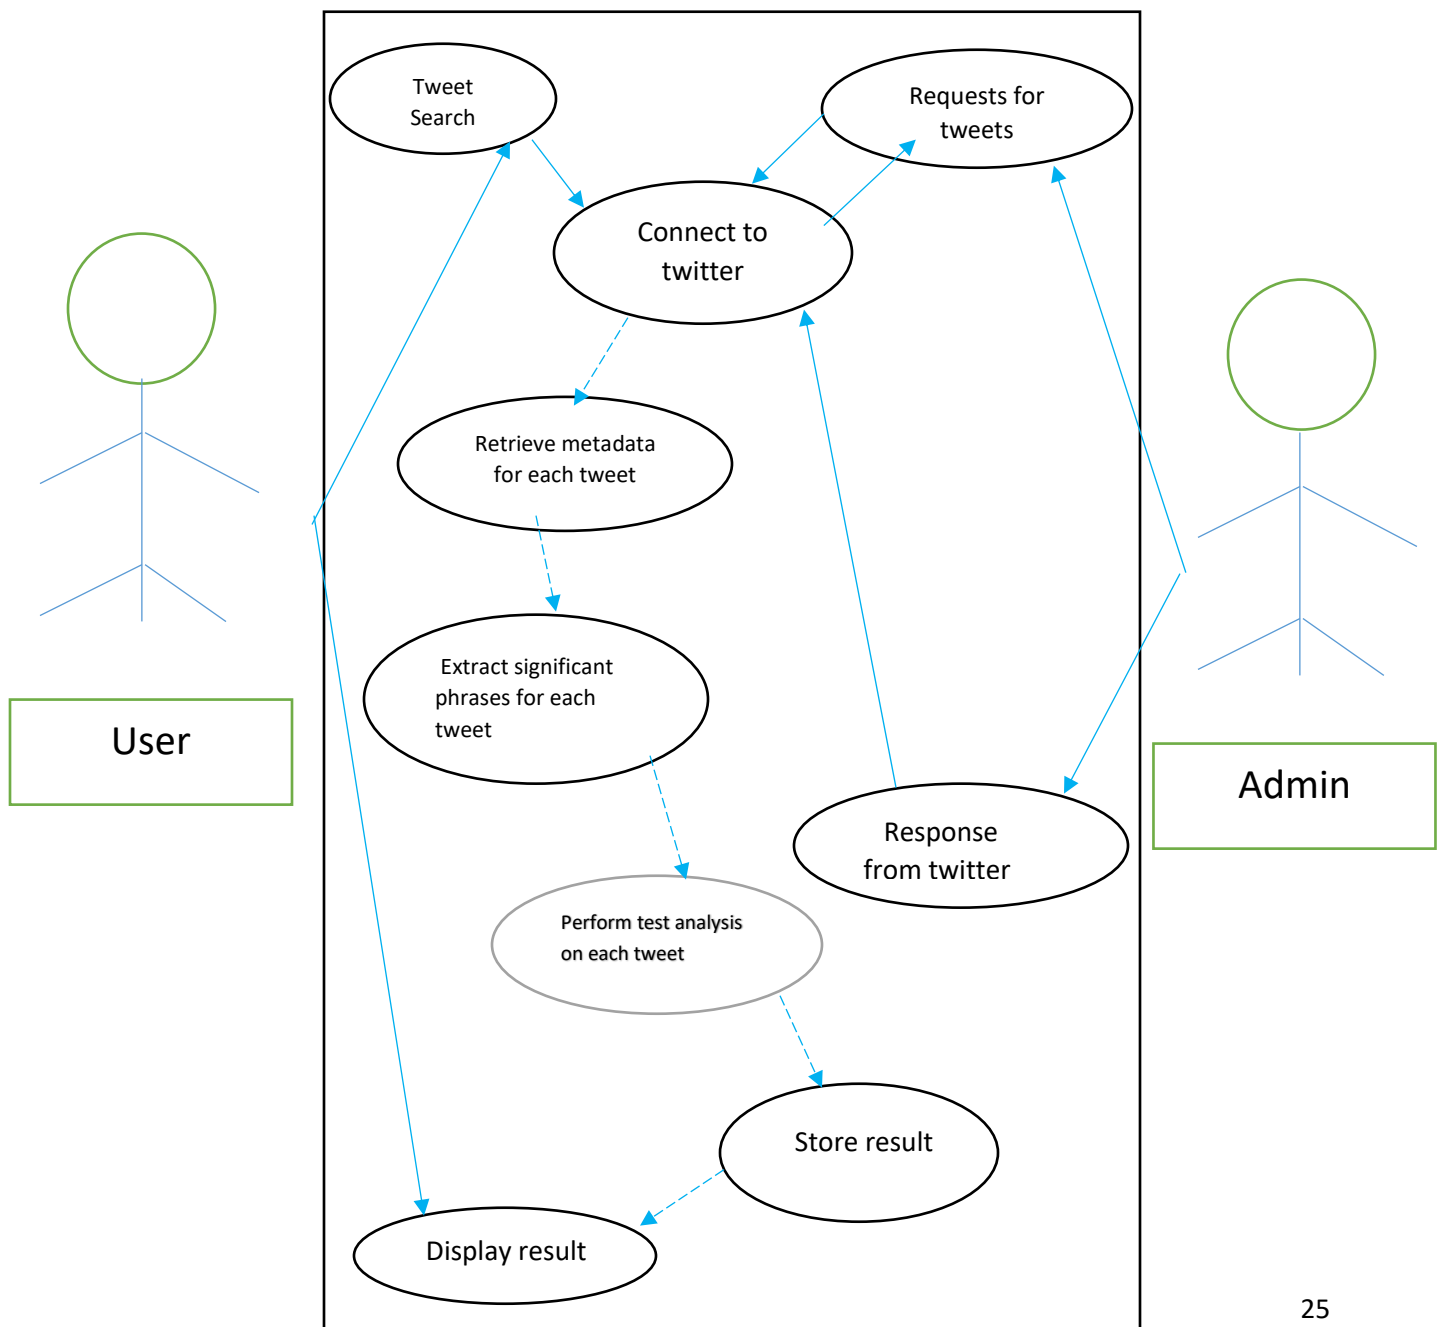 Tweet
Search
Requests for
tweets
Connect to
twitter
Retrieve metadata
for each tweet
Extract significant
phrases for each
tweet
User
Admin
Response
from twitter
Perform test analysis
on each tweet
Store result
Display result
25